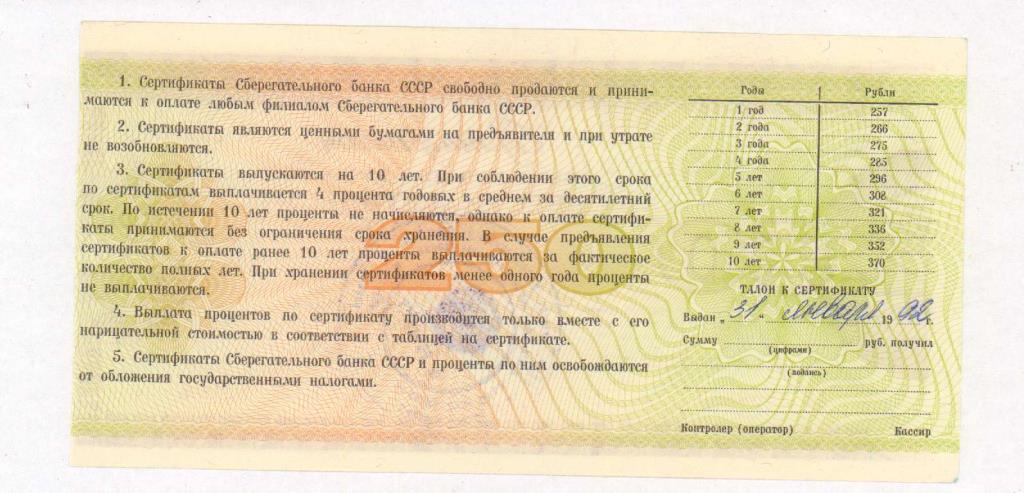 1. Сертификаты Сберегательного банка СССР свободно продаются и прини-
маются к оплате любым филиалом Сберегательного банка СССР.
2. Сертификаты являются ценными бумагами на предъявителя и при утрате
не возобновляются.
3. Сертификаты выпускаются на 10 лет. При соблюдении этого срока
по сертификатам выплачивается 4 процента годовых в среднем за десятилетний
срок. По истечении 10 лет проценты не начисляются, однако к оплате сертифи-
каты принимаются без ограничения срока хранения. В случае предъявления
сертификатов к оплате ранее 10 лет проценты выплачиваются за фактическое
количество полных лет. При хранении сертификатов менее одного года проценты
не выплачиваются.
4. Выплата процентов по сертификату производится только вместе с его
нарицательной стоимостью в соответствии с таблицей на сертификате.
5. Сертификаты Сберегательного банка СССР и проценты по ним освобождаются
от обложения государственными налогами.
250
Годы Рубли
1 год 257
2 года 266
3 года 275
4 года 285
5 лет 296
6 лет 308
7 лет 321
8 лет 336
9 лет 352
10 лет 370
ТАЛОН К СЕРТИФИКАТУ
Выдан „31“ января 1992г.
Сумму руб. получил
(цифрами)
(подпись)
Контролер (оператор) Кассир